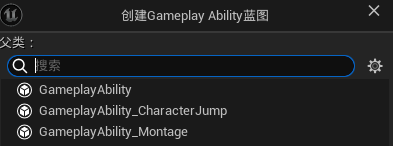 创建Gameplay Ability蓝图
父类：
搜索
GameplayAbility
GameplayAbility_CharacterJump
GameplayAbility_Montage